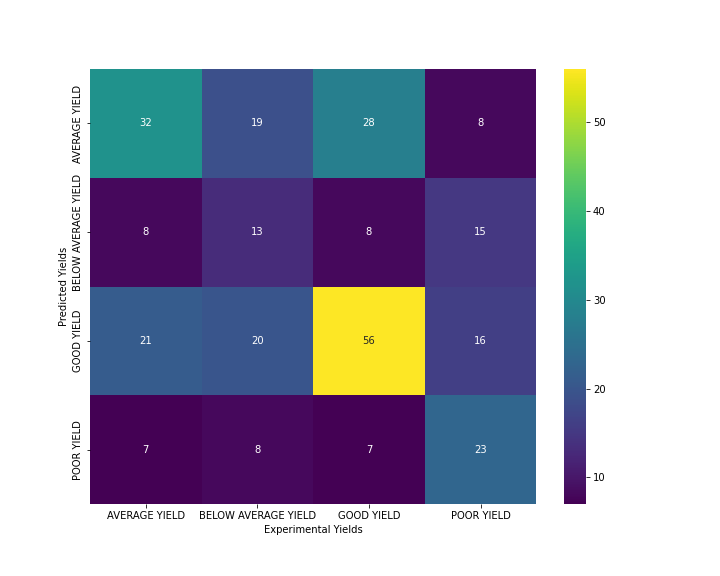 AVERAGE YIELD
BELOW AVERAGE YIELD
GOOD YIELD
POOR YIELD
Predicted Yields
32 19 28 8
8 13 8 15
21 20 56 16
7 8 7 23
AVERAGE YIELD BELOW AVERAGE YIELD GOOD YIELD POOR YIELD
Experimental Yields
50
40
30
20
10